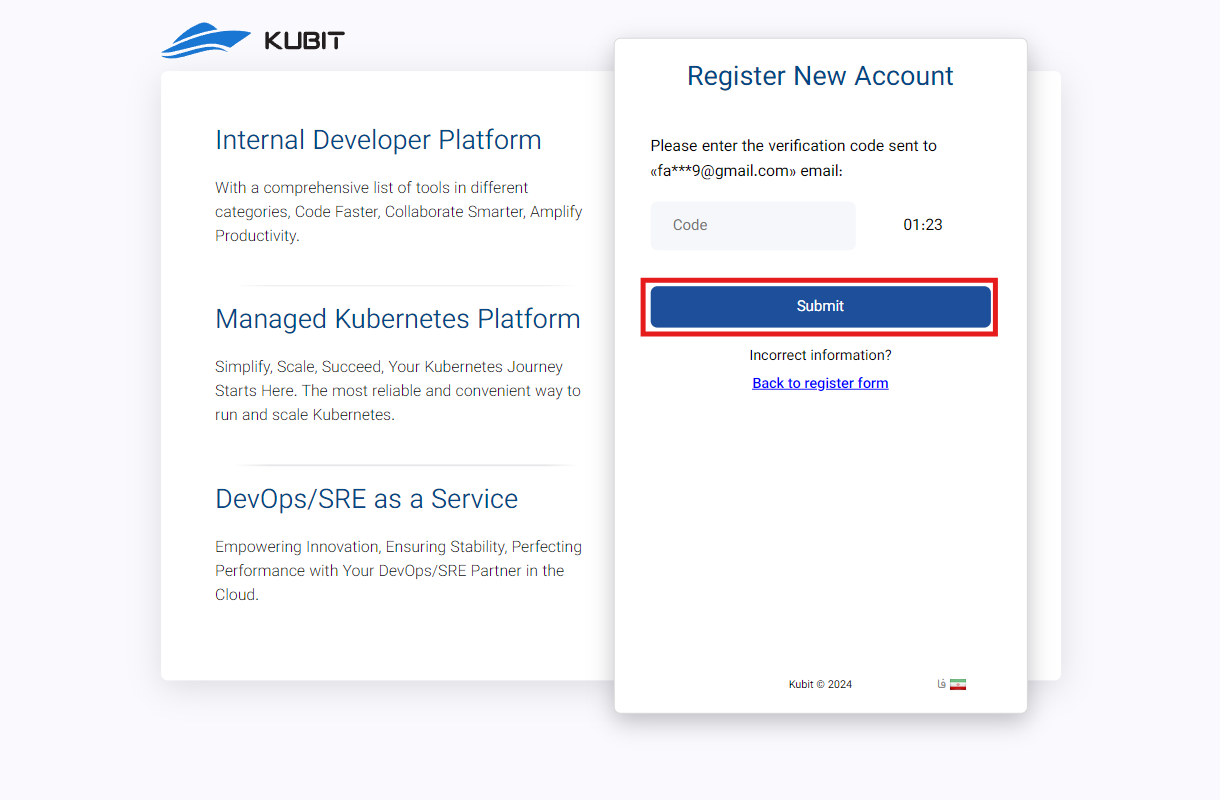 KUBIT
Internal Developer Platform
With a comprehensive list of tools in different
categories, Code Faster, Collaborate Smarter, Amplify
Productivity.
Managed Kubernetes Platform
Simplify, Scale, Succeed, Your Kubernetes Journey
Starts Here. The most reliable and convenient way to
run and scale Kubernetes.
DevOps/SRE as a Service
Empowering Innovation, Ensuring Stability, Perfecting
Performance with Your DevOps/SRE Partner in the
Cloud.
Register New Account
Please enter the verification code sent to
«fa***9@gmail.com» email:
Code 01:23
Submit
Incorrect information?
Back to register form
Kubit © 2024 فا